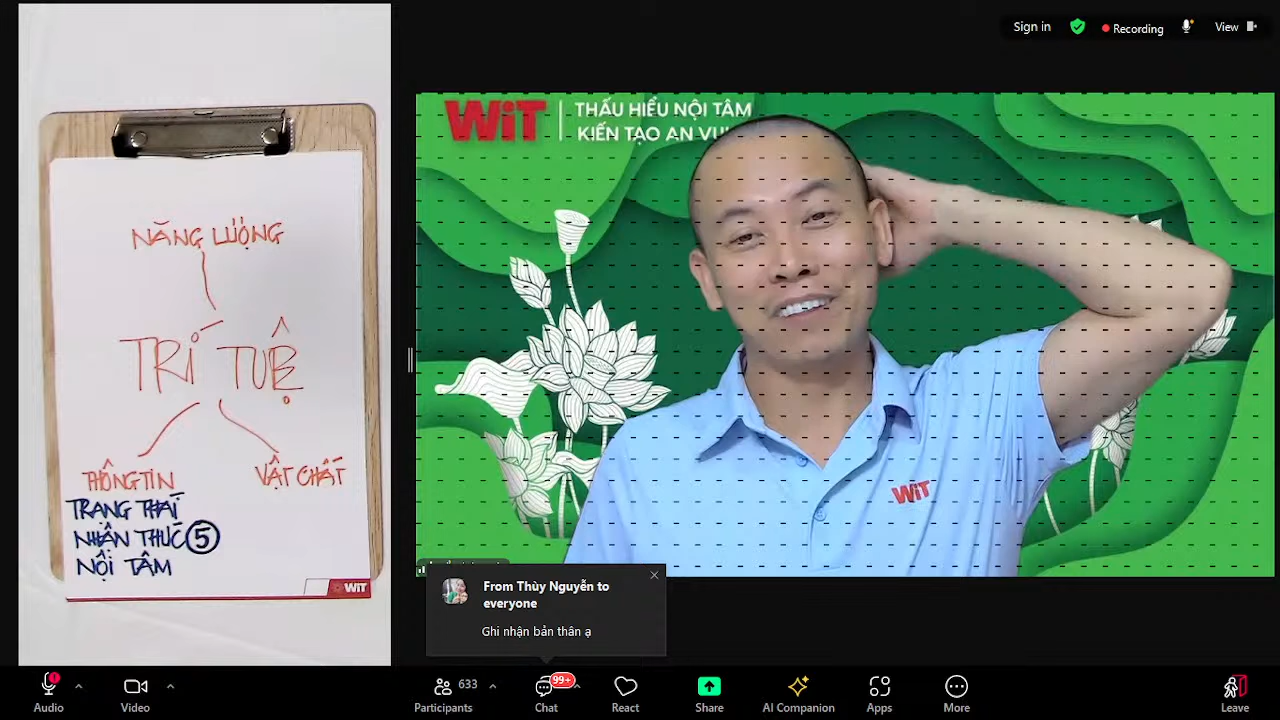 NĂNG LƯỢNG
TRÍ TUỆ
THÔNG TIN
VẬT CHẤT
TRẠNG THÁI
NHẬN THỨC 5
NỘI TÂM
WiT
Sign in
Recording
View
WiT
THẤU HIỂU NỘI TÂM
KIẾN TẠO AN VUI
WiT
From Thùy Nguyễn to
everyone
Ghi nhận bản thân ạ
Audio
Video
633
Participants
99+
Chat
React
Share
AI Companion
Apps
More
Leave